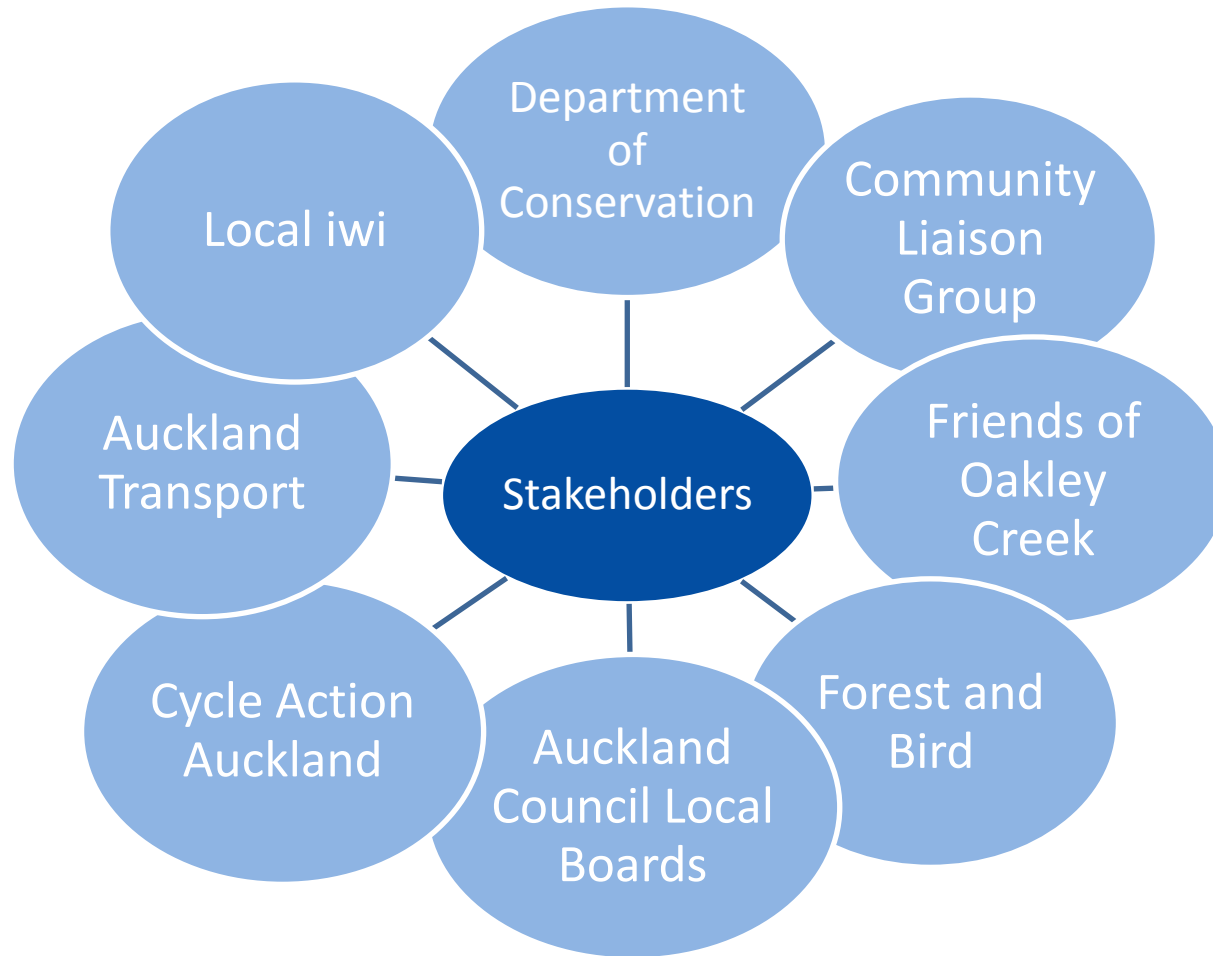 Department
of
Conservation
Community
Liaison
Group
Local iwi
Friends of
Oakley
Creek
Auckland
Transport
Stakeholders
Forest and
Bird
Cycle Action
Auckland
Auckland
Council Local
Boards